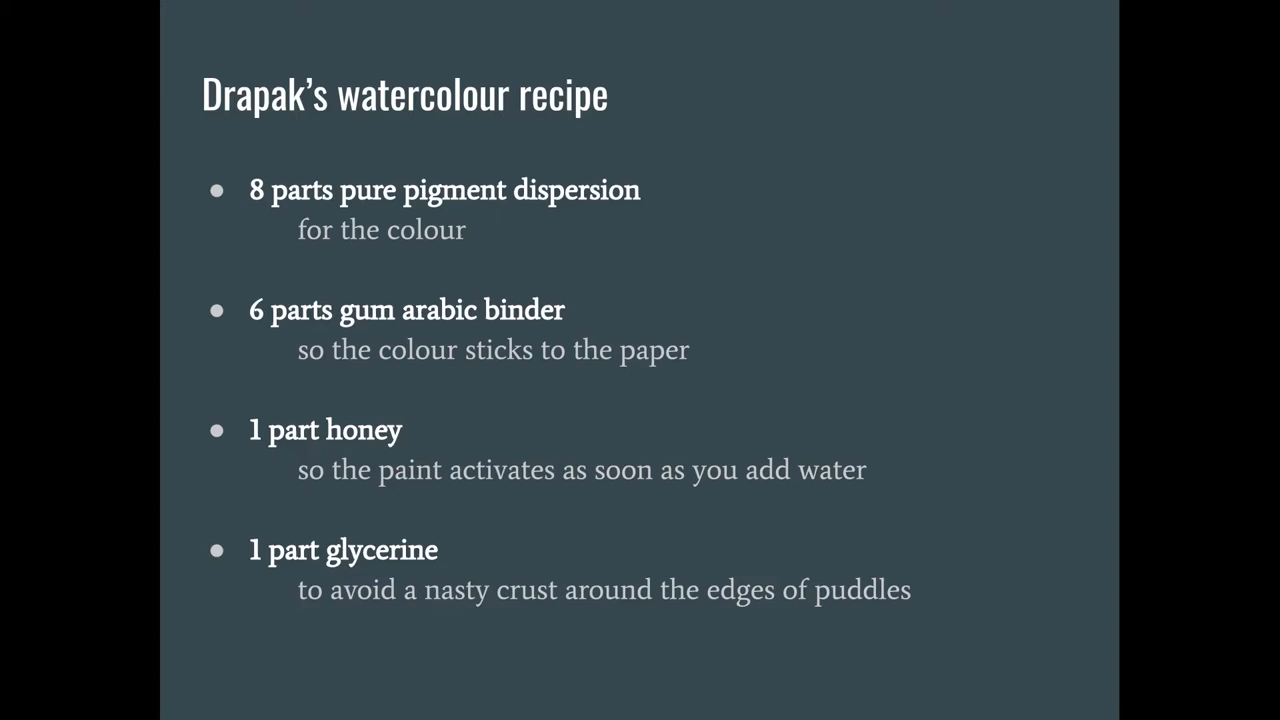 Drapak's watercolour recipe
● 8 parts pure pigment dispersion
for the colour
● 6 parts gum arabic binder
so the colour sticks to the paper
● 1 part honey
so the paint activates as soon as you add water
● 1 part glycerine
to avoid a nasty crust around the edges of puddles